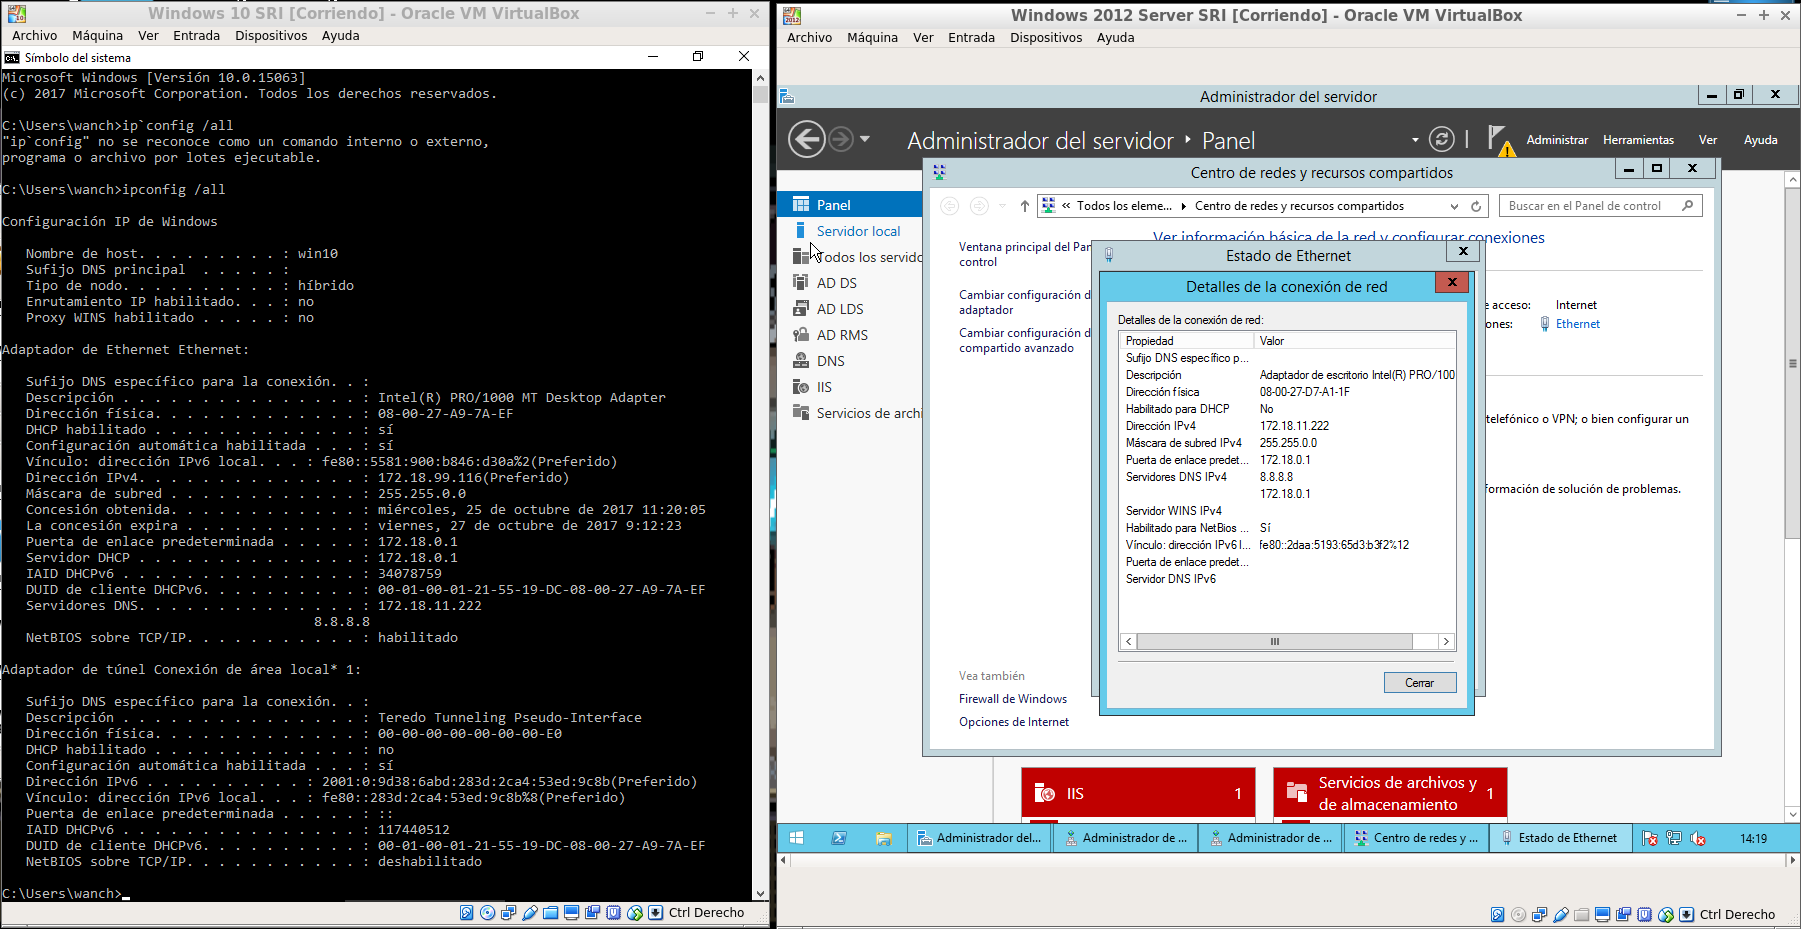 Windows 10 SRI [Corriendo] - Oracle VM VirtualBox
Archivo Máquina Ver Entrada Dispositivos Ayuda
Símbolo del sistema
Microsoft Windows [Versión 10.0.15063]
(c) 2017 Microsoft Corporation. Todos los derechos reservados.
C:\Users\wanch>ip`config /all
"ip`config" no se reconoce como un comando interno o externo,
programa o archivo por lotes ejecutable.
C:\Users\wanch>ipconfig /all
Configuración IP de Windows
Nombre de host. . . . . . . . . : win10
Sufijo DNS principal  . . . . . :
Tipo de nodo. . . . . . . . . . : híbrido
Enrutamiento IP habilitado. . . : no
Proxy WINS habilitado . . . . . : no
Adaptador de Ethernet Ethernet:
Sufijo DNS específico para la conexión. . :
Descripción . . . . . . . . . . . . . . . : Intel(R) PRO/1000 MT Desktop Adapter
Dirección física. . . . . . . . . . . . . : 08-00-27-A9-7A-EF
DHCP habilitado . . . . . . . . . . . . . : sí
Configuración automática habilitada . . . : sí
Vínculo: dirección IPv6 local. . . : fe80::5581:900:b846:d30a%2(Preferido)
Dirección IPv4. . . . . . . . . . . . . . : 172.18.99.116(Preferido)
Máscara de subred . . . . . . . . . . . . : 255.255.0.0
Concesión obtenida. . . . . . . . . . . . : miércoles, 25 de octubre de 2017 11:20:05
La concesión expira . . . . . . . . . . . : viernes, 27 de octubre de 2017 9:12:23
Puerta de enlace predeterminada . . . . . : 172.18.0.1
Servidor DHCP . . . . . . . . . . . . . . : 172.18.0.1
IAID DHCPv6 . . . . . . . . . . . . . . . : 34078759
DUID de cliente DHCPv6. . . . . . . . . . : 00-01-00-01-21-55-19-DC-08-00-27-A9-7A-EF
Servidores DNS. . . . . . . . . . . . . . : 172.18.11.222
8.8.8.8
NetBIOS sobre TCP/IP. . . . . . . . . . . : habilitado
Adaptador de túnel Conexión de área local* 1:
Sufijo DNS específico para la conexión. . :
Descripción . . . . . . . . . . . . . . . : Teredo Tunneling Pseudo-Interface
Dirección física. . . . . . . . . . . . . : 00-00-00-00-00-00-00-E0
DHCP habilitado . . . . . . . . . . . . . : no
Configuración automática habilitada . . . : sí
Dirección IPv6 . . . . . . . . . . : 2001:0:9d38:6abd:283d:2ca4:53ed:9c8b(Preferido)
Vínculo: dirección IPv6 local. . . : fe80::283d:2ca4:53ed:9c8b%8(Preferido)
Puerta de enlace predeterminada . . . . . : ::
IAID DHCPv6 . . . . . . . . . . . . . . . : 117440512
DUID de cliente DHCPv6. . . . . . . . . . : 00-01-00-01-21-55-19-DC-08-00-27-A9-7A-EF
NetBIOS sobre TCP/IP. . . . . . . . . . . : deshabilitado
C:\Users\wanch>
Ctrl Derecho
Windows 2012 Server SRI [Corriendo] - Oracle VM VirtualBox
Archivo Máquina Ver Entrada Dispositivos Ayuda
Administrador del servidor
Administrador del servidor Panel
Administrar Herramientas Ver Ayuda
Panel
Servidor local
Todos los servido
AD DS
AD LDS
AD RMS
DNS
IIS
Servicios de archi
Centro de redes y recursos compartidos
« Todos los eleme... Centro de redes y recursos compartidos
Buscar en el Panel de control
Ventana principal del Pan
control
Cambiar configuración d
adaptador
Cambiar configuración d
compartido avanzado
Ver información básica de la red y configurar conexiones
e acceso: Internet
ones: Ethernet
telefónico o VPN; o bien configurar un
formación de solución de problemas.
Vea también
Firewall de Windows
Opciones de Internet
Estado de Ethernet
Detalles de la conexión de red
Detalles de la conexión de red:
Propiedad Valor
Sufijo DNS específico p...
Descripción Adaptador de escritorio Intel(R) PRO/100
Dirección física 08-00-27-D7-A1-1F
Habilitado para DHCP No
Dirección IPv4 172.18.11.222
Máscara de subred IPv4 255.255.0.0
Puerta de enlace predet... 172.18.0.1
Servidores DNS IPv4 8.8.8.8
172.18.0.1
Servidor WINS IPv4
Habilitado para NetBios ... Sí
Vínculo: dirección IPv6 l... fe80::2daa:5193:65d3:b3f2%12
Puerta de enlace predet...
Servidor DNS IPv6
Cerrar
IIS 1
Servicios de archivos y
de almacenamiento 1
Administrador del... Administrador de ... Administrador de ... Centro de redes y ... Estado de Ethernet 14:19
Ctrl Derecho